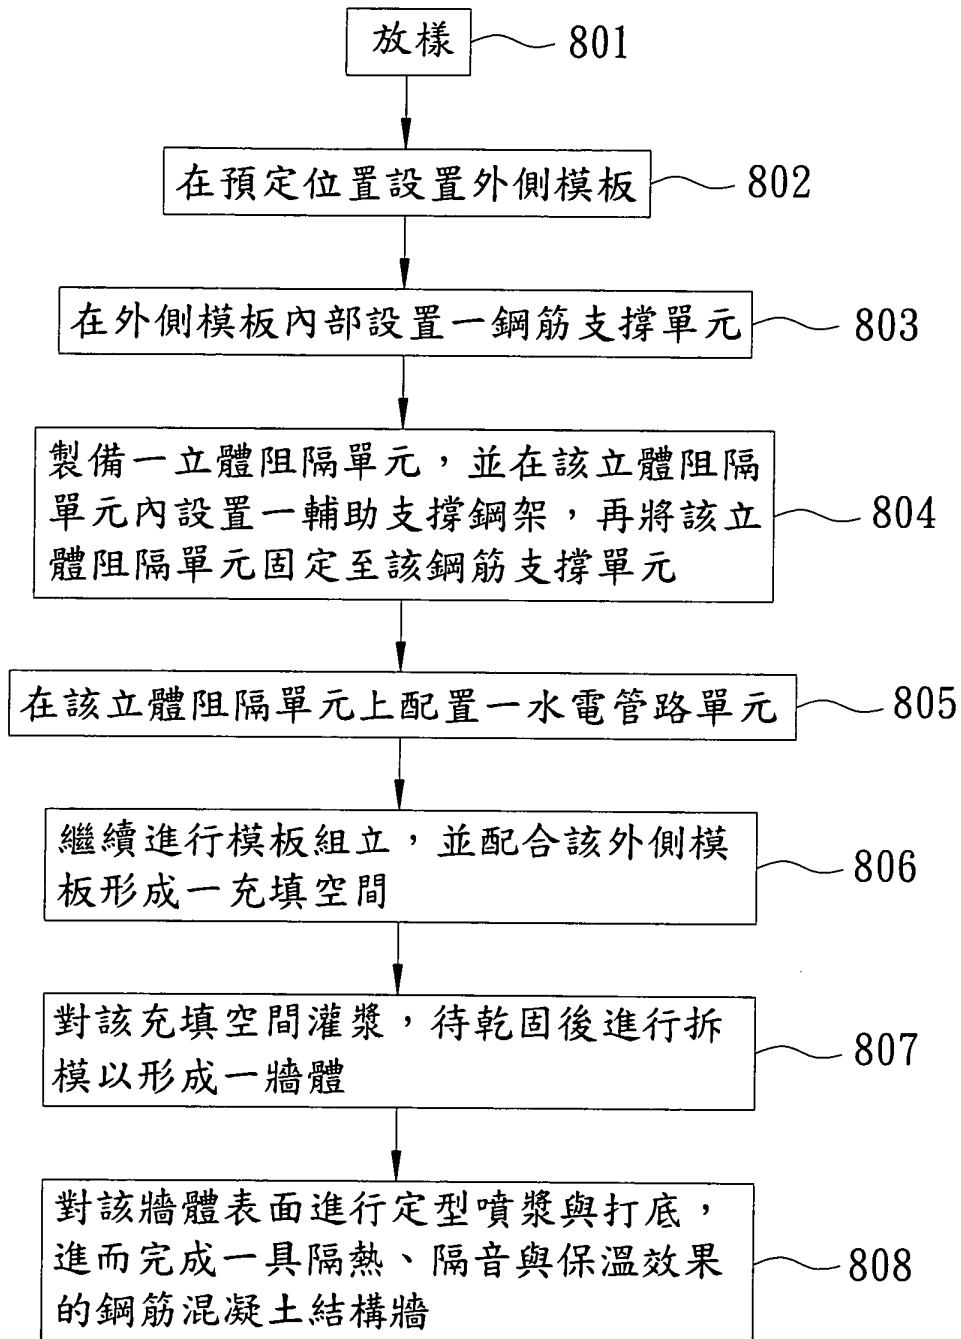 放樣
801
在預定位置設置外側模板
802
在外側模板內部設置一鋼筋支撐單元
803
製備一立體阻隔單元，並在該立體阻隔
單元內設置一輔助支撐鋼架，再將該立
體阻隔單元固定至該鋼筋支撐單元
804
在該立體阻隔單元上配置一水電管路單元
805
繼續進行模板組立，並配合該外側模
板形成一充填空間
806
對該充填空間灌漿，待乾固後進行拆
模以形成一牆體
807
對該牆體表面進行定型噴漿與打底，
進而完成一具隔熱、隔音與保溫效果
的鋼筋混凝土結構牆
808